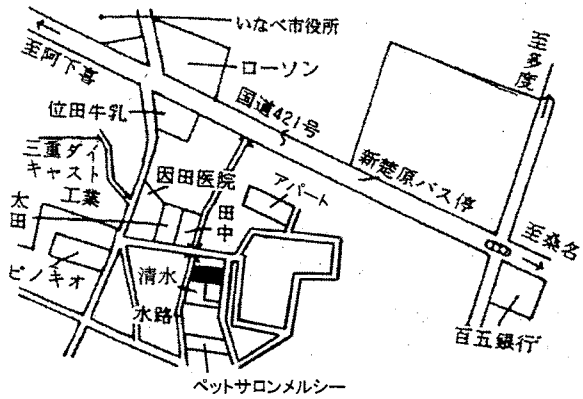 いなべ市役所
至阿下喜
ローソン
至多度
位田牛乳
国道421号
三重ダイ
キャスト
工業
因田医院
アパート
新楚原バス停
太田
田中
至桑名
ピノキオ
清水
水路
百五銀行
ペットサロンメルシー